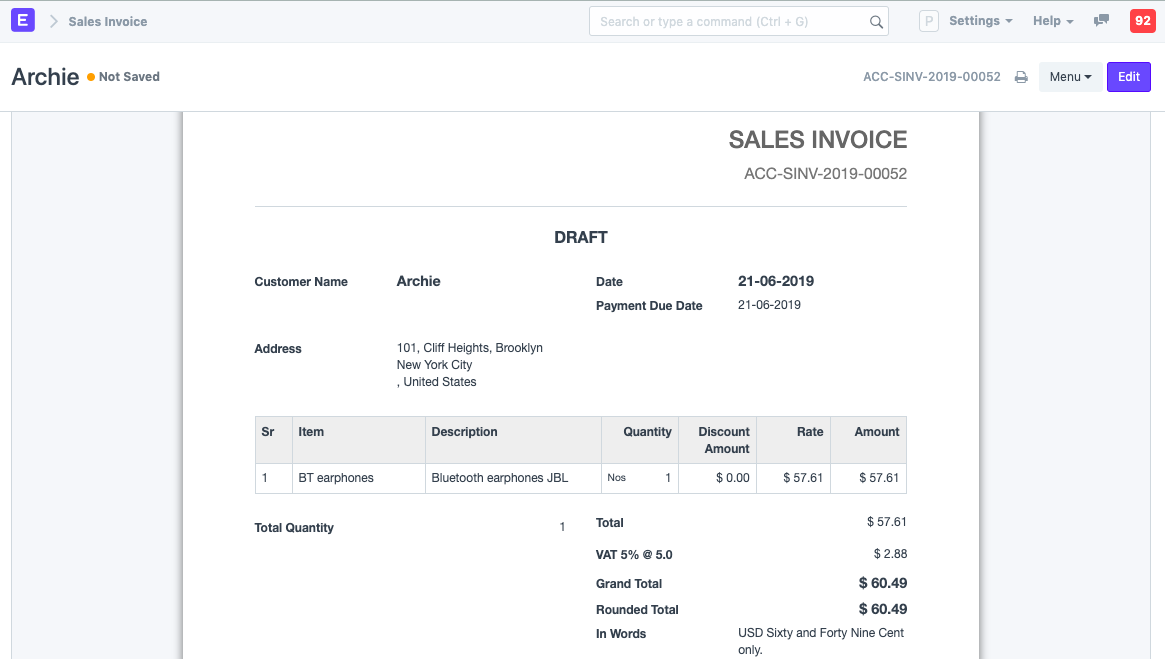 E Sales Invoice Search or type a command (Ctrl + G) P Settings Help 92
Archie Not Saved ACC-SINV-2019-00052 Menu Edit
SALES INVOICE
ACC-SINV-2019-00052
DRAFT
Customer Name Archie Date 21-06-2019
Payment Due Date 21-06-2019
Address 101, Cliff Heights, Brooklyn
New York City
, United States
Sr Item Description Quantity Discount Amount Rate Amount
1 BT earphones Bluetooth earphones JBL Nos 1 $ 0.00 $ 57.61 $ 57.61
Total Quantity 1 Total $ 57.61
VAT 5% @ 5.0 $ 2.88
Grand Total $ 60.49
Rounded Total $ 60.49
In Words USD Sixty and Forty Nine Cent
only.